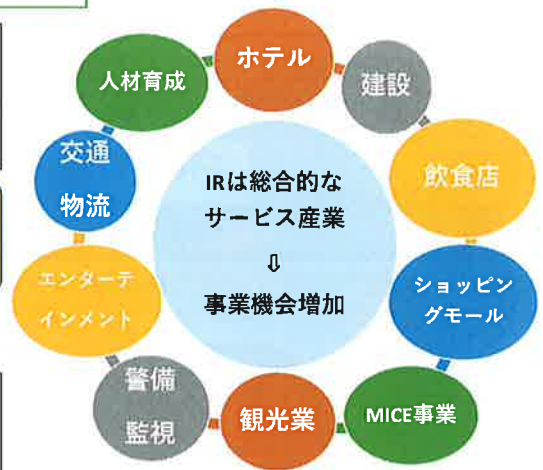 ホテル
建設
飲食店
ショッピン
グモール
MICE事業
観光業
警備
監視
エンターテ
インメント
交通
物流
人材育成
IRは総合的な
サービス産業
⇩
事業機会増加